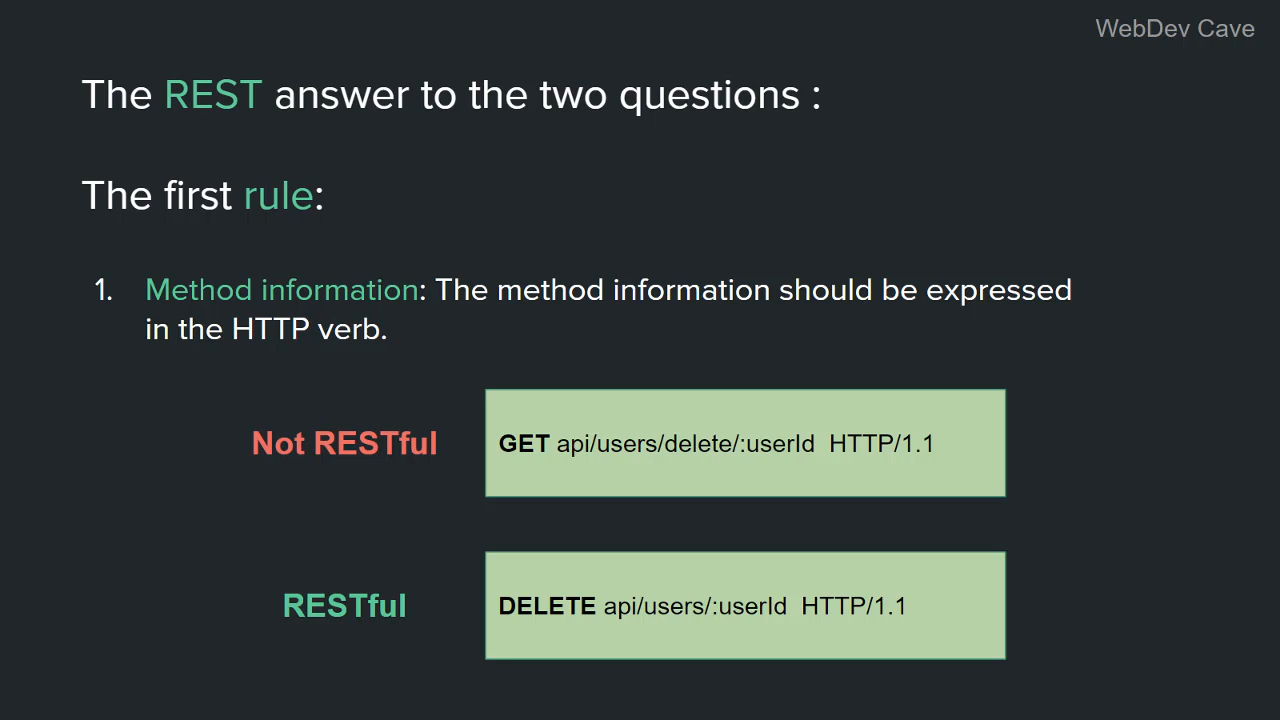 WebDev Cave
The REST answer to the two questions :
The first rule:
1. Method information: The method information should be expressed
in the HTTP verb.
Not RESTful
GET api/users/delete/:userId HTTP/1.1
RESTful
DELETE api/users/:userId HTTP/1.1